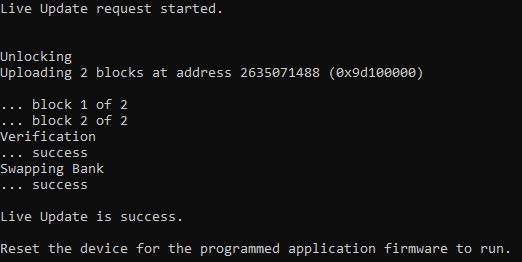 Live Update request started.
Unlocking
Uploading 2 blocks at address 2635071488 (0x9d100000)
... block 1 of 2
... block 2 of 2
Verification
... success
Swapping Bank
... success
Live Update is success.
Reset the device for the programmed application firmware to run.